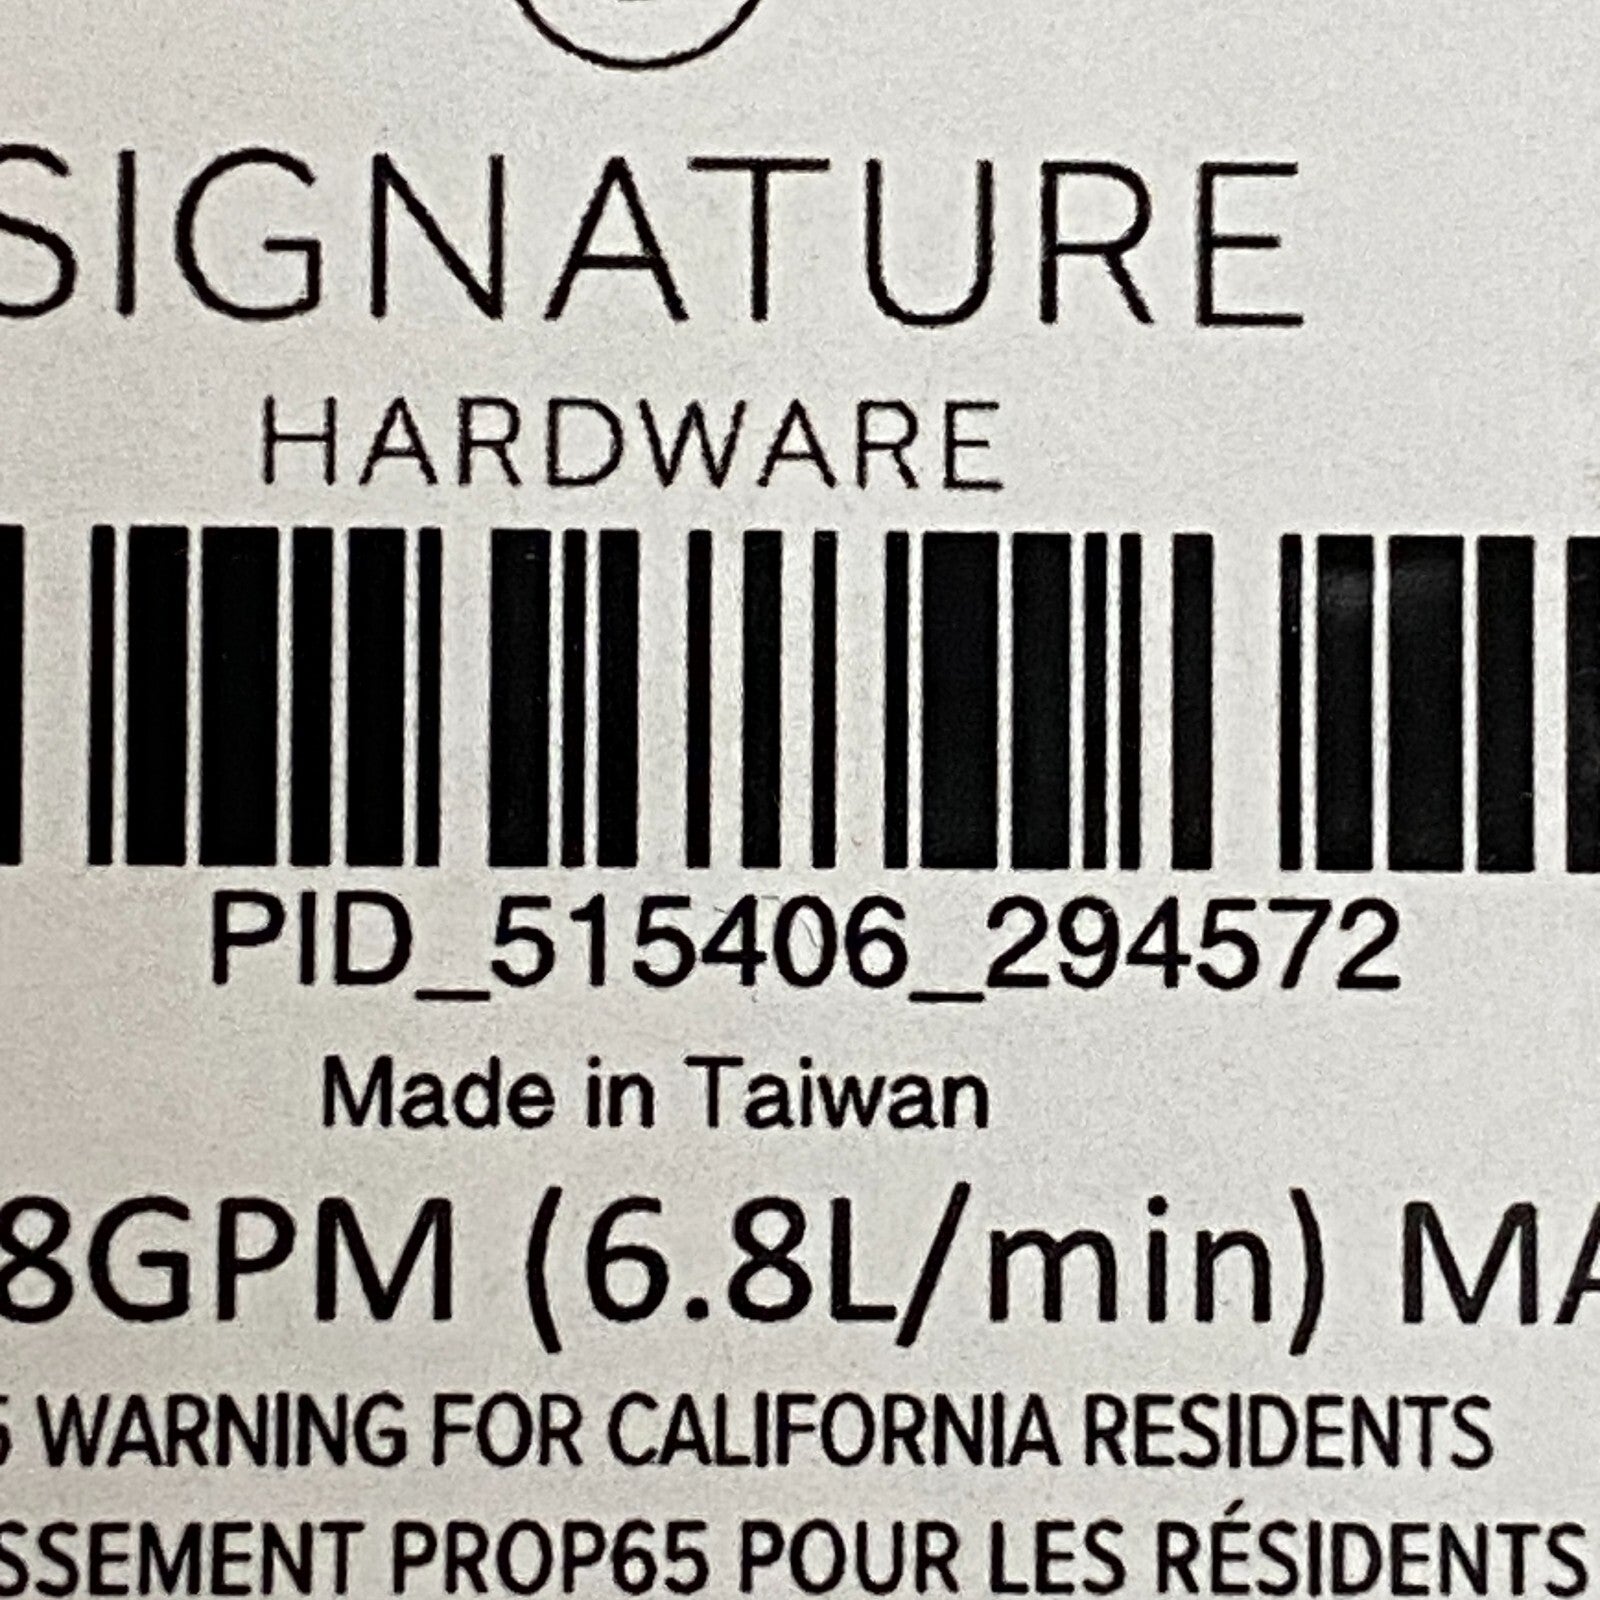 SIGNATURE
HARDWARE
PID_515406_294572
Made in Taiwan
8GPM (6.8L/min) MA
5 WARNING FOR CALIFORNIA RESIDENTS
SSEMENT PROP65 POUR LES RÉSIDENTS